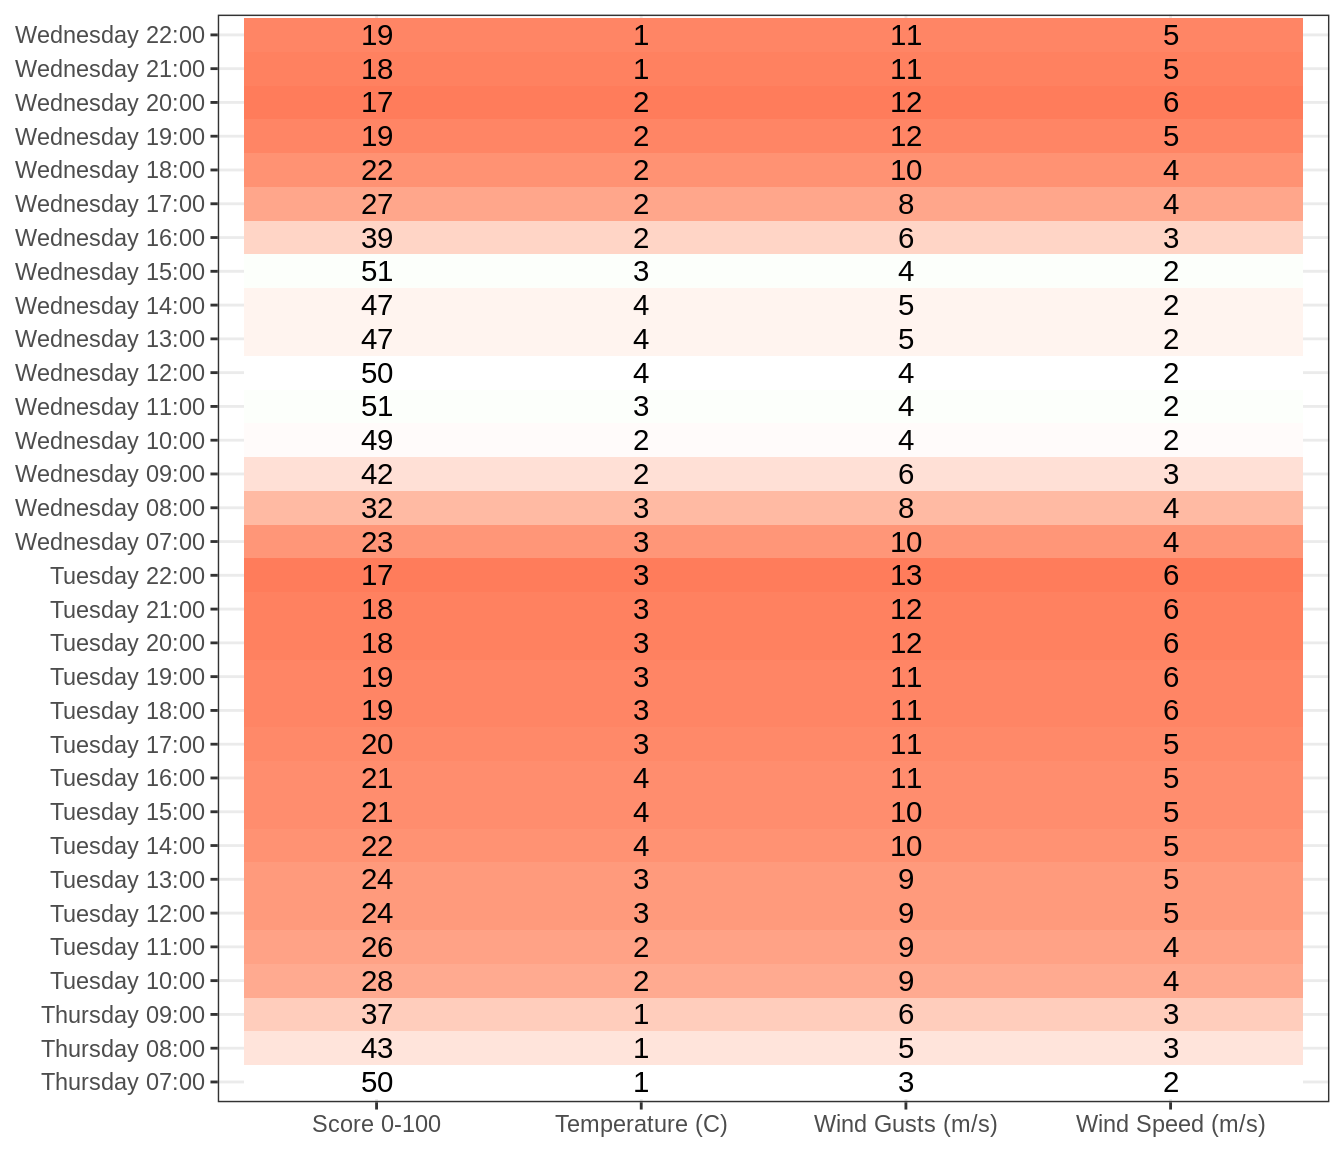 Wednesday 22:00 19 1 11 5
Wednesday 21:00 18 1 11 5
Wednesday 20:00 17 2 12 6
Wednesday 19:00 19 2 12 5
Wednesday 18:00 22 2 10 4
Wednesday 17:00 27 2 8 4
Wednesday 16:00 39 2 6 3
Wednesday 15:00 51 3 4 2
Wednesday 14:00 47 4 5 2
Wednesday 13:00 47 4 5 2
Wednesday 12:00 50 4 4 2
Wednesday 11:00 51 3 4 2
Wednesday 10:00 49 2 4 2
Wednesday 09:00 42 2 6 3
Wednesday 08:00 32 3 8 4
Wednesday 07:00 23 3 10 4
Tuesday 22:00 17 3 13 6
Tuesday 21:00 18 3 12 6
Tuesday 20:00 18 3 12 6
Tuesday 19:00 19 3 11 6
Tuesday 18:00 19 3 11 6
Tuesday 17:00 20 3 11 5
Tuesday 16:00 21 4 11 5
Tuesday 15:00 21 4 10 5
Tuesday 14:00 22 4 10 5
Tuesday 13:00 24 3 9 5
Tuesday 12:00 24 3 9 5
Tuesday 11:00 26 2 9 4
Tuesday 10:00 28 2 9 4
Thursday 09:00 37 1 6 3
Thursday 08:00 43 1 5 3
Thursday 07:00 50 1 3 2
Score 0-100 Temperature (C) Wind Gusts (m/s) Wind Speed (m/s)